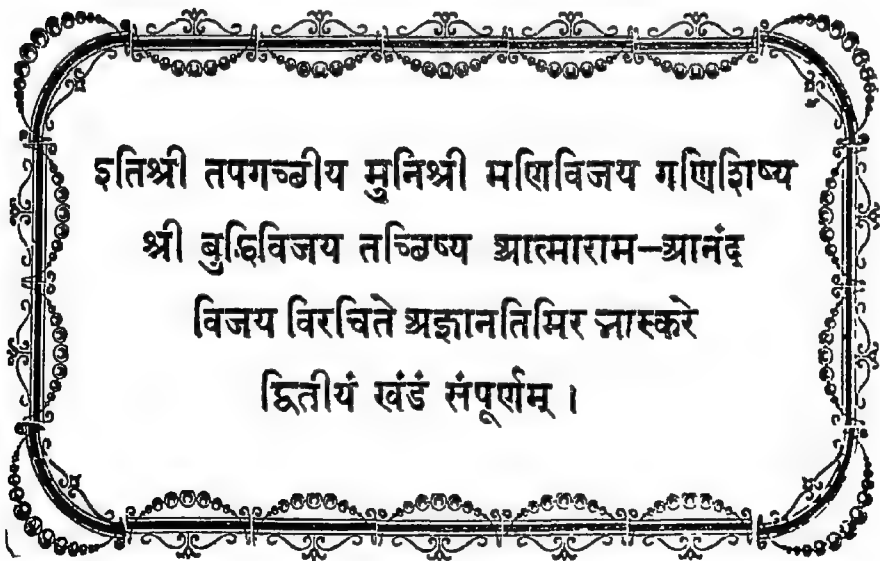 इतिश्री तपगच्छीय मुनिश्री मणिविजय गणिशिष्य
श्री बुद्धिविजय तच्छिष्य आत्माराम–आनंद
विजय विरचिते अज्ञानतिमिर भास्करे
द्वितीयं खंडं संपूर्णम् ।